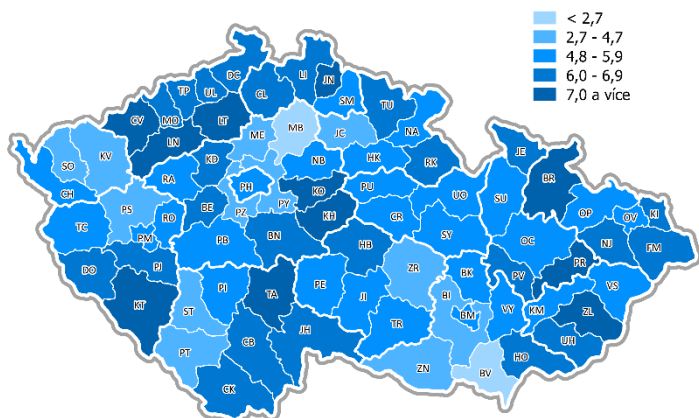 < 2,7
2,7 - 4,7
4,8 - 5,9
6,0 - 6,9
7,0 a více
DC
LI
JN
TP
UL
CL
SM
TU
CV
MO
LT
ME
MB
JC
NA
LN
SO
KV
KD
NB
HK
RK
JE
CH
RA
PH
KO
PU
BR
BE
PZ
PY
KH
UO
SU
OP
OV
KI
TC
PS
RO
CR
PM
PB
BN
SY
OC
NJ
FM
DO
PJ
HB
ZR
PR
KT
PI
TA
PE
BK
PV
VS
ST
JI
BI
BM
VY
KM
ZL
PT
CB
JH
TR
UH
CK
ZN
BV
HO